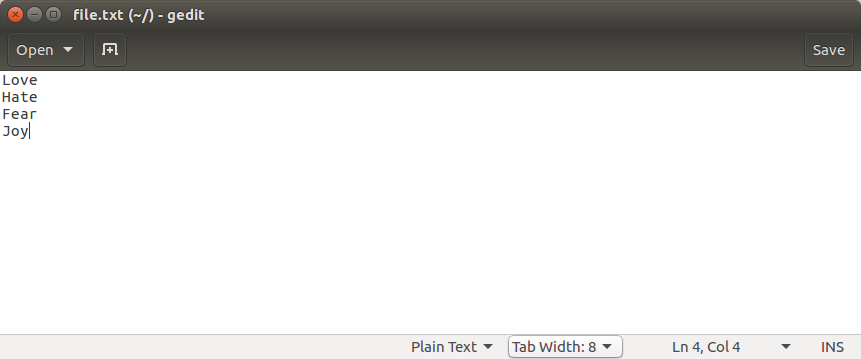 file.txt (~/) - gedit
Open
Save
Love
Hate
Fear
Joy
Plain Text
Tab Width: 8
Ln 4, Col 4
INS